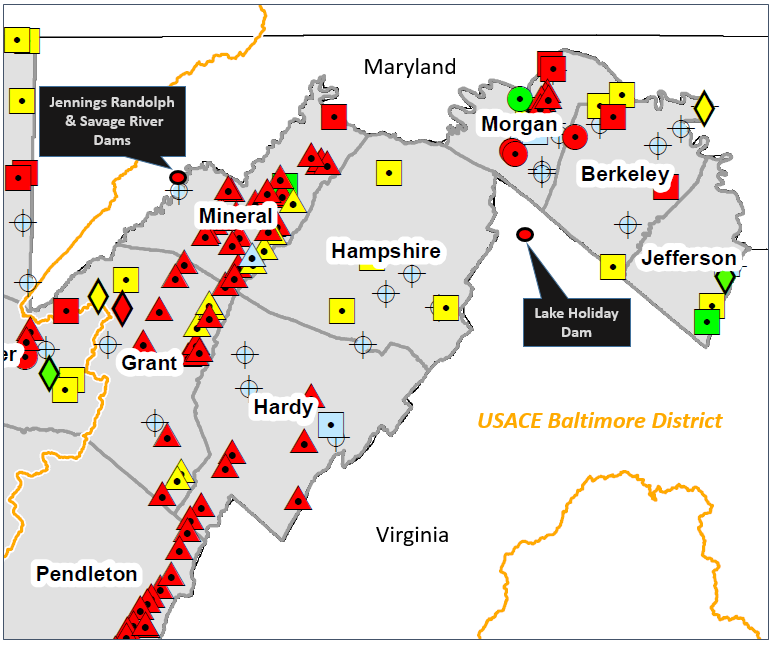 Maryland
Jennings Randolph
& Savage River
Dams
Morgan
Berkeley
Mineral
Hampshire
Jefferson
Lake Holiday
Dam
er
Grant
Hardy
USACE Baltimore District
Virginia
Pendleton